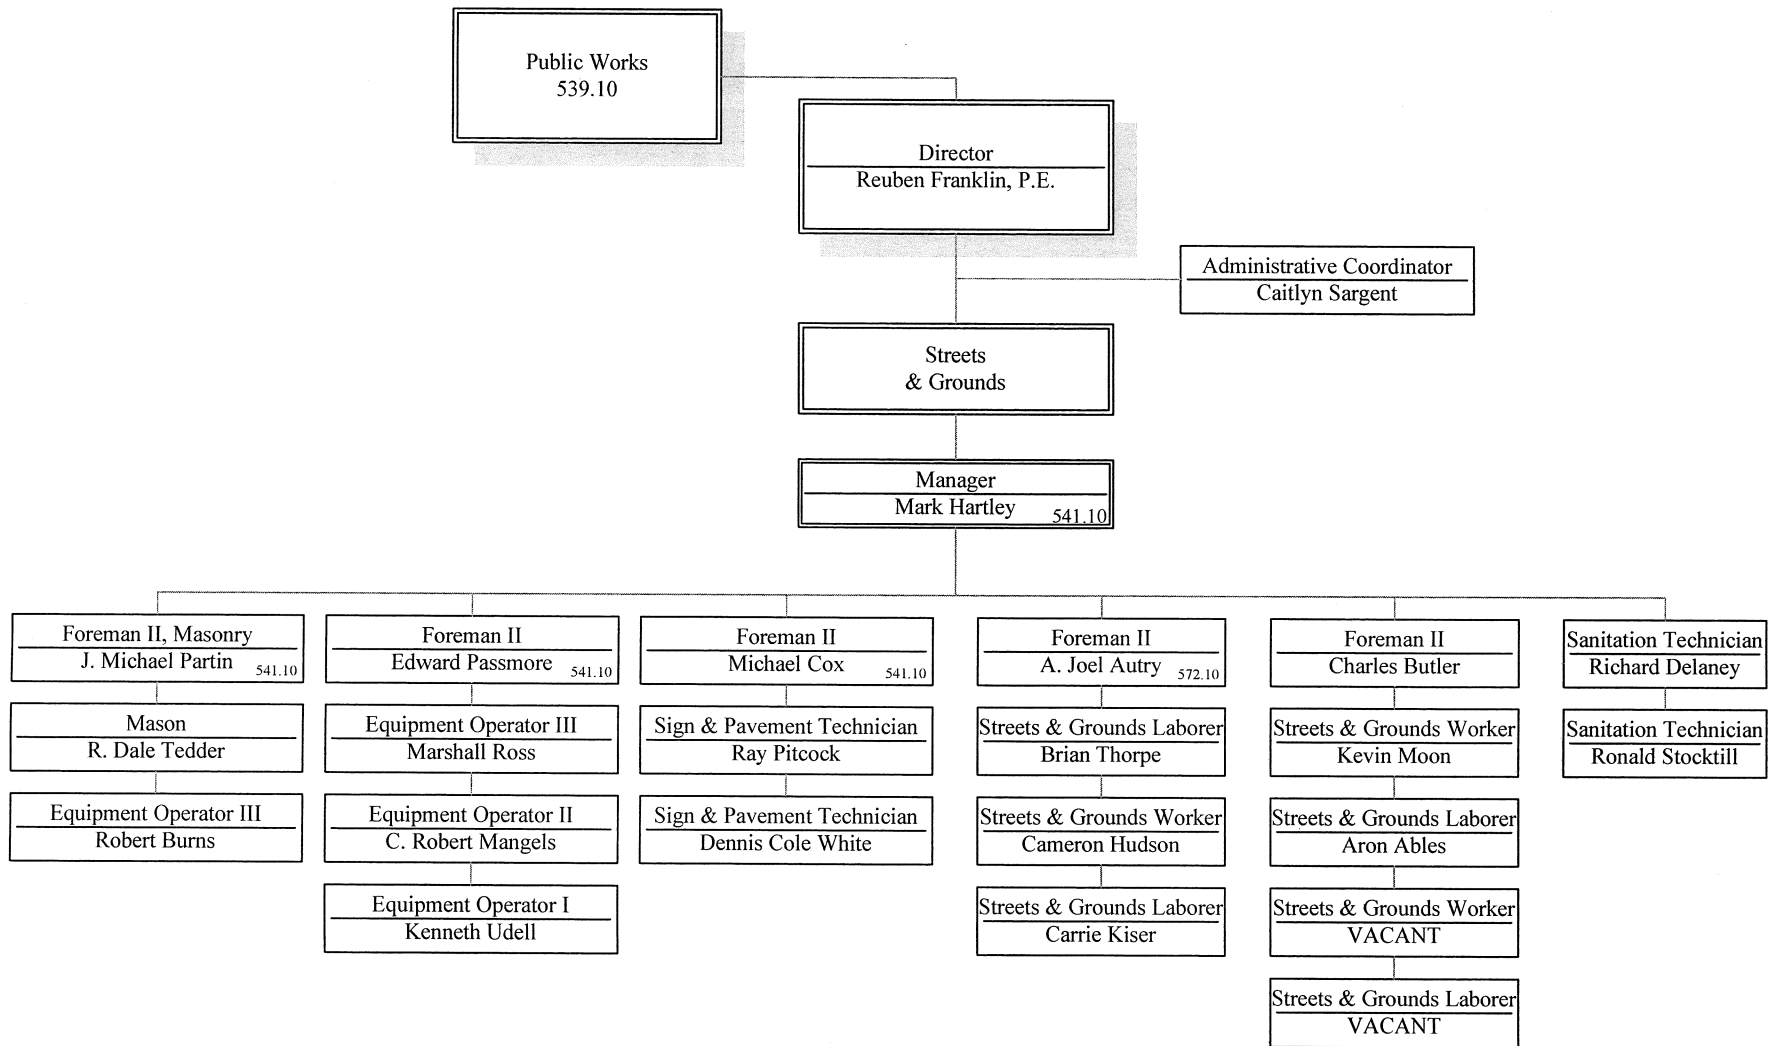 Public Works
539.10
Director
Reuben Franklin, P.E.
Administrative Coordinator
Caitlyn Sargent
Streets
& Grounds
Manager
Mark Hartley
541.10
Foreman II, Masonry
J. Michael Partin
541.10
Mason
R. Dale Tedder
Equipment Operator III
Robert Burns
Foreman II
Edward Passmore
541.10
Equipment Operator III
Marshall Ross
Equipment Operator II
C. Robert Mangels
Equipment Operator I
Kenneth Udell
Foreman II
Michael Cox
541.10
Sign & Pavement Technician
Ray Pitcock
Sign & Pavement Technician
Dennis Cole White
Foreman II
A. Joel Autry
572.10
Streets & Grounds Laborer
Brian Thorpe
Streets & Grounds Worker
Cameron Hudson
Streets & Grounds Laborer
Carrie Kiser
Foreman II
Charles Butler
Streets & Grounds Worker
Kevin Moon
Streets & Grounds Laborer
Aron Ables
Streets & Grounds Worker
VACANT
Streets & Grounds Laborer
VACANT
Sanitation Technician
Richard Delaney
Sanitation Technician
Ronald Stocktill